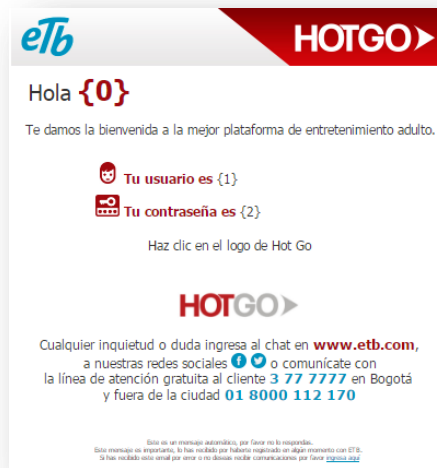 eTb HOTGO
Hola {0}
Te damos la bienvenida a la mejor plataforma de entretenimiento adulto.
Tu usuario es {1}
Tu contraseña es {2}
Haz clic en el logo de Hot Go
HOTGO
Cualquier inquietud o duda ingresa al chat en www.etb.com,
a nuestras redes sociales o comunícate con
la línea de atención gratuita al cliente 3 77 7777 en Bogotá
y fuera de la ciudad 01 8000 112 170
Este es un mensaje automático, por favor no lo respondas.
Este mensaje es importante, lo has recibido por haberte registrado en algún momento con ETB.
Si has recibido este email por error o no deseas recibir comunicaciones por favor ingresa aquí